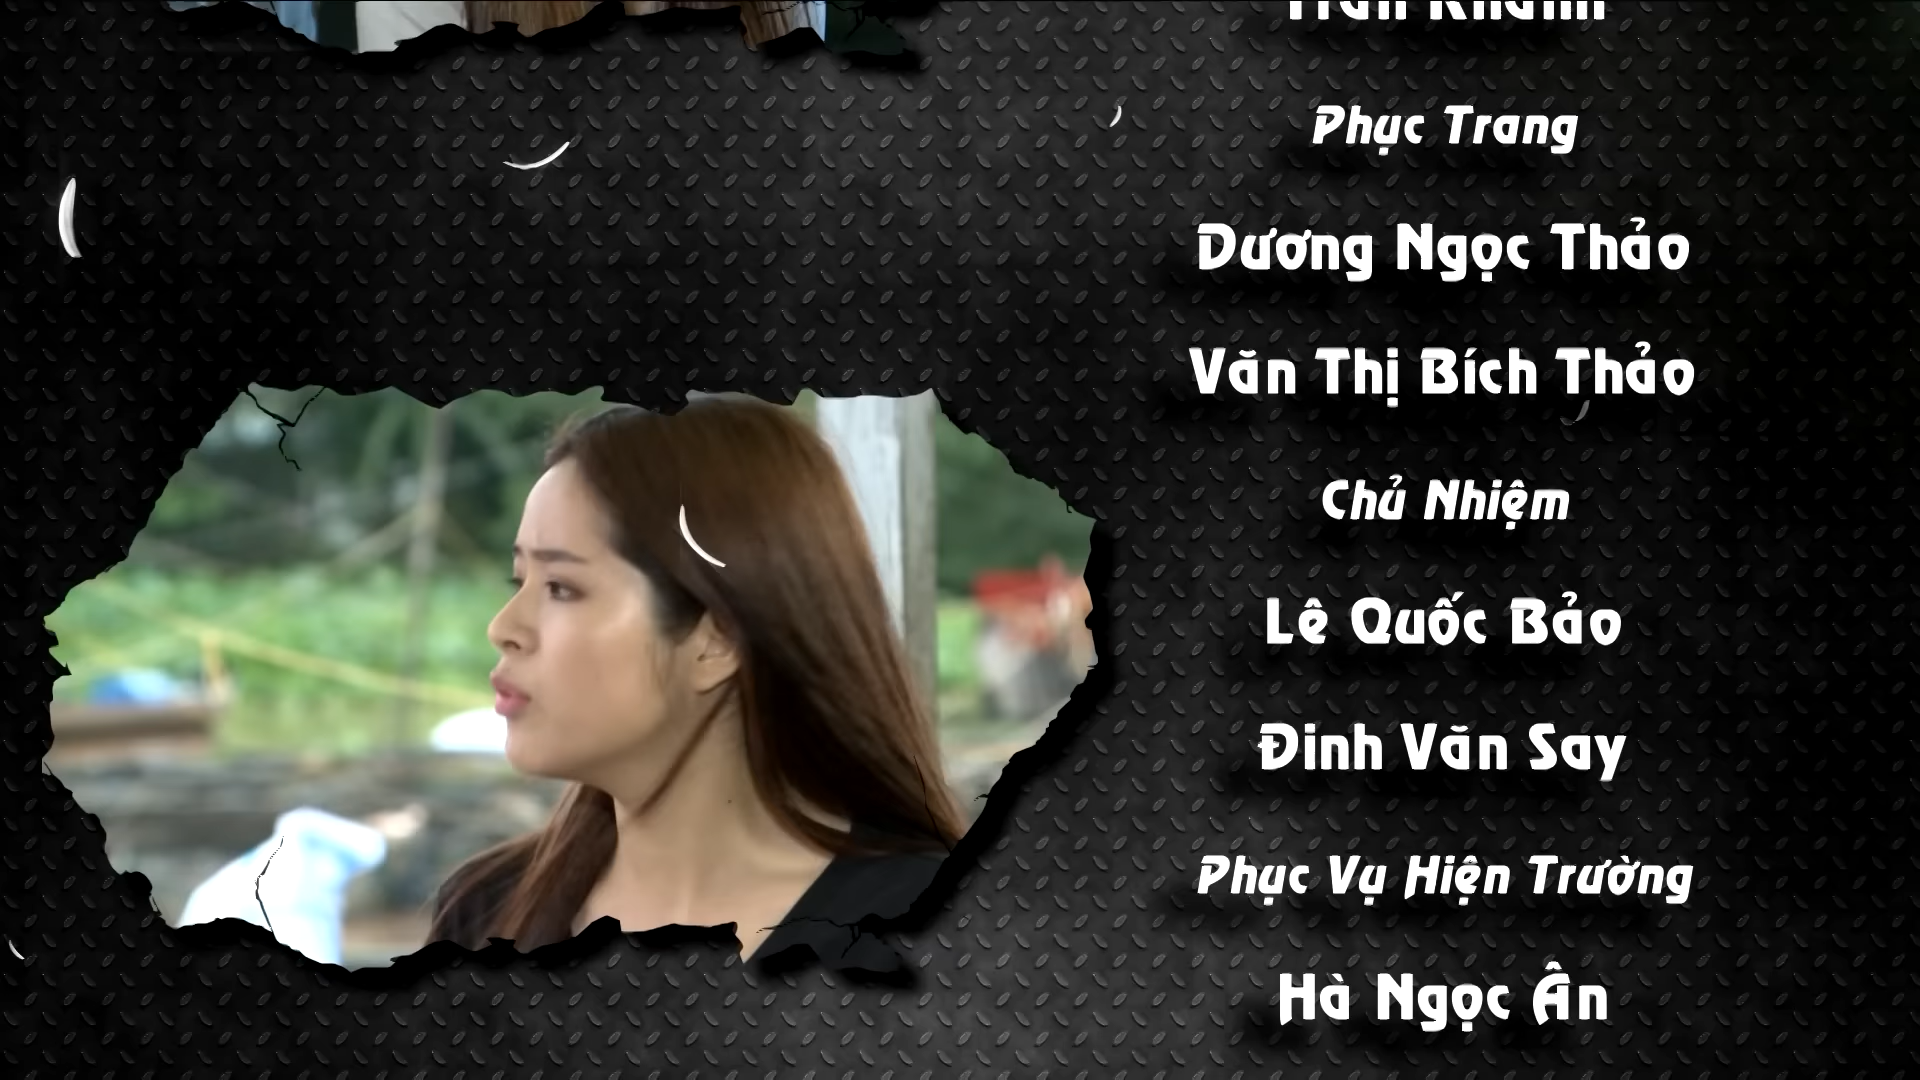 Phục Trang
Dương Ngọc Thảo
Văn Thị Bích Thảo
Chủ Nhiệm
Lê Quốc Bảo
Đinh Văn Say
Phục Vụ Hiện Trường
Hà Ngọc Ân